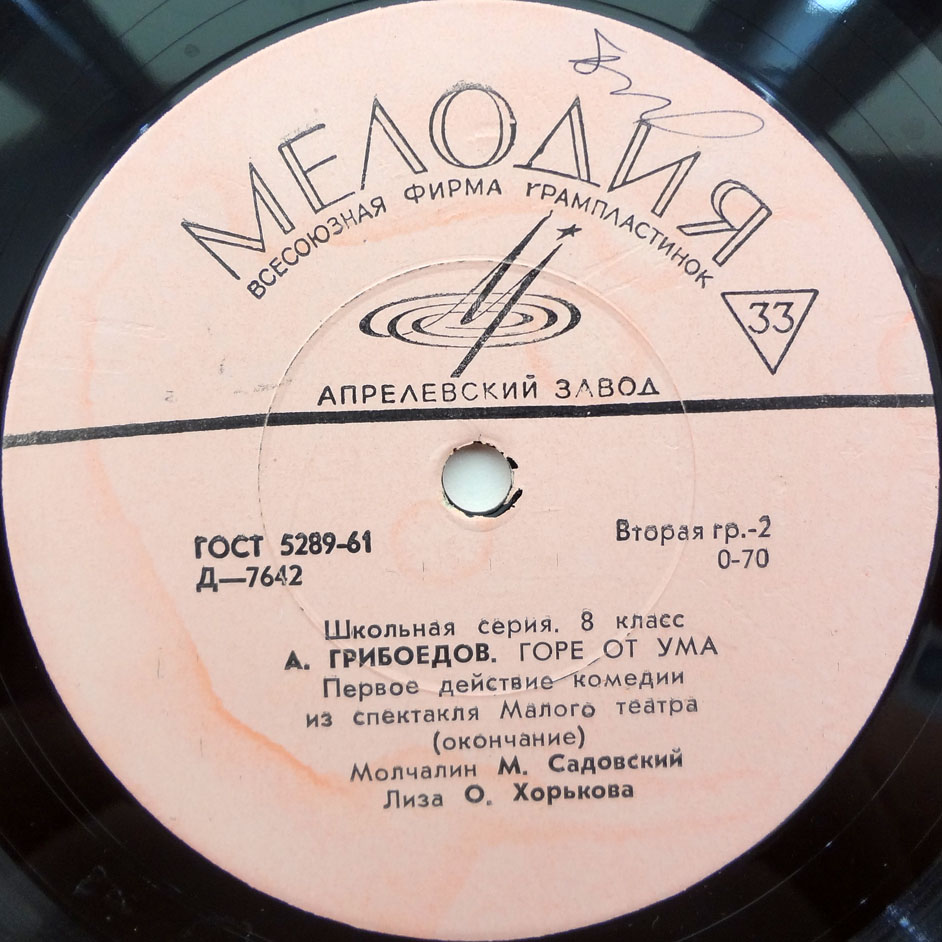 МЕЛОДИЯ
ВСЕСОЮЗНАЯ ФИРМА ГРАМПЛАСТИНОК
33
АПРЕЛЕВСКИЙ ЗАВОД
ГОСТ 5289-61
Д—7642
Вторая гр.-2
0-70
Школьная серия. 8 класс
А. ГРИБОЕДОВ. ГОРЕ ОТ УМА
Первое действие комедии
из спектакля Малого театра
(окончание)
Молчалин М. Садовский
Лиза О. Хорькова